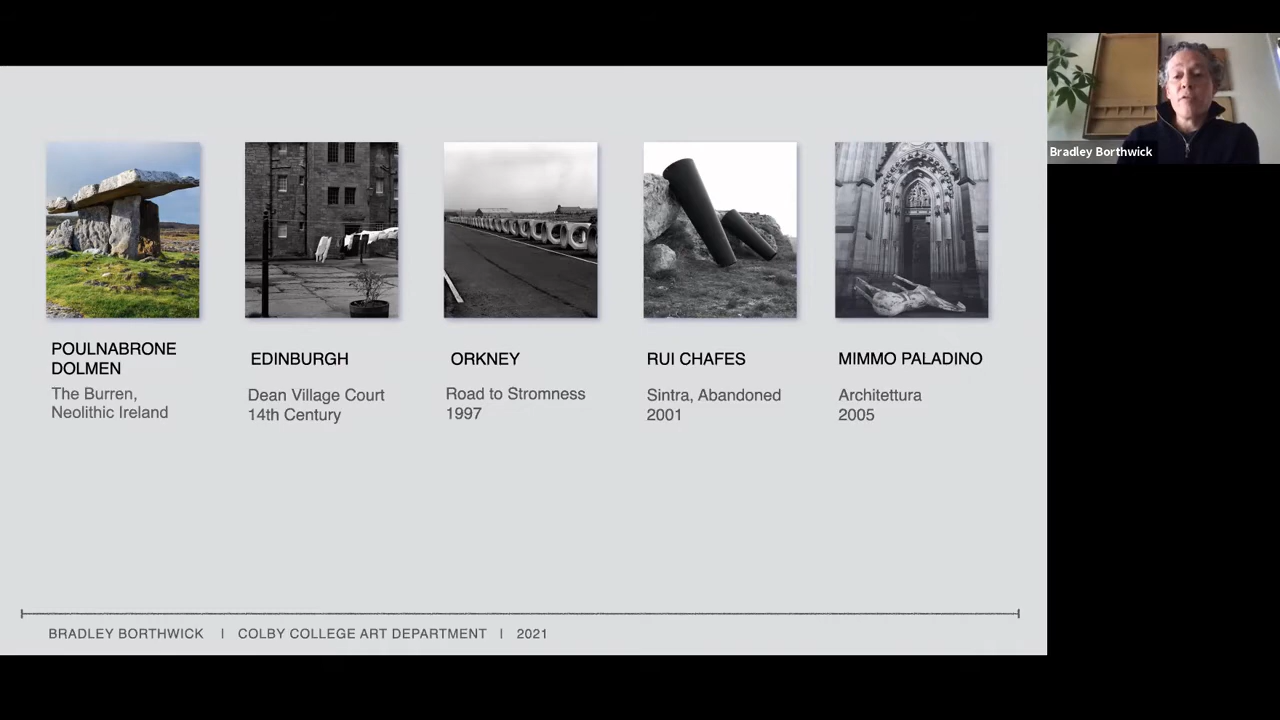 Bradley Borthwick
POULNABRONE
DOLMEN
The Burren,
Neolithic Ireland
EDINBURGH
Dean Village Court
14th Century
ORKNEY
Road to Stromness
1997
RUI CHAFES
Sintra, Abandoned
2001
MIMMO PALADINO
Architettura
2005
BRADLEY BORTHWICK | COLBY COLLEGE ART DEPARTMENT | 2021